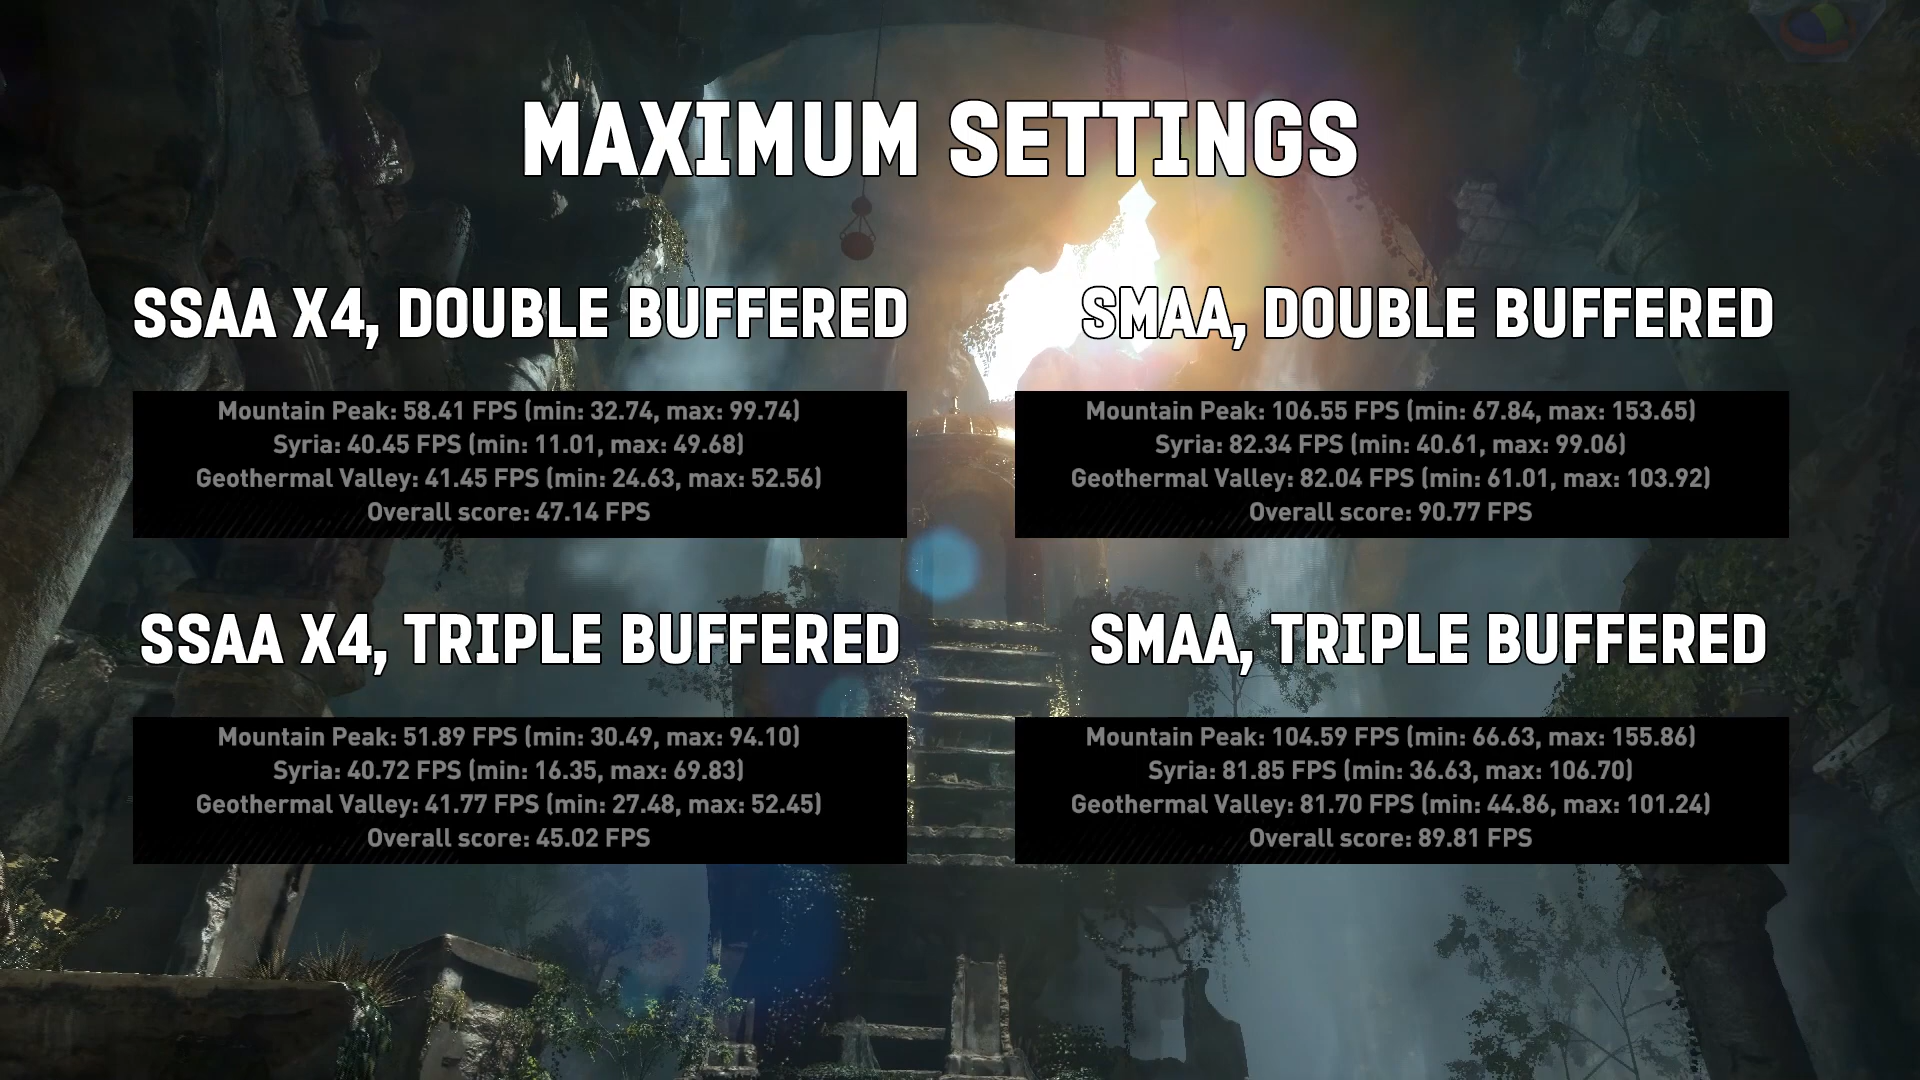 MAXIMUM SETTINGS
SSAA X4, DOUBLE BUFFERED
Mountain Peak: 58.41 FPS (min: 32.74, max: 99.74)
Syria: 40.45 FPS (min: 11.01, max: 49.68)
Geothermal Valley: 41.45 FPS (min: 24.63, max: 52.56)
Overall score: 47.14 FPS
SMAA, DOUBLE BUFFERED
Mountain Peak: 106.55 FPS (min: 67.84, max: 153.65)
Syria: 82.34 FPS (min: 40.61, max: 99.06)
Geothermal Valley: 82.04 FPS (min: 61.01, max: 103.92)
Overall score: 90.77 FPS
SSAA X4, TRIPLE BUFFERED
Mountain Peak: 51.89 FPS (min: 30.49, max: 94.10)
Syria: 40.72 FPS (min: 16.35, max: 69.83)
Geothermal Valley: 41.77 FPS (min: 27.48, max: 52.45)
Overall score: 45.02 FPS
SMAA, TRIPLE BUFFERED
Mountain Peak: 104.59 FPS (min: 66.63, max: 155.86)
Syria: 81.85 FPS (min: 36.63, max: 106.70)
Geothermal Valley: 81.70 FPS (min: 44.86, max: 101.24)
Overall score: 89.81 FPS